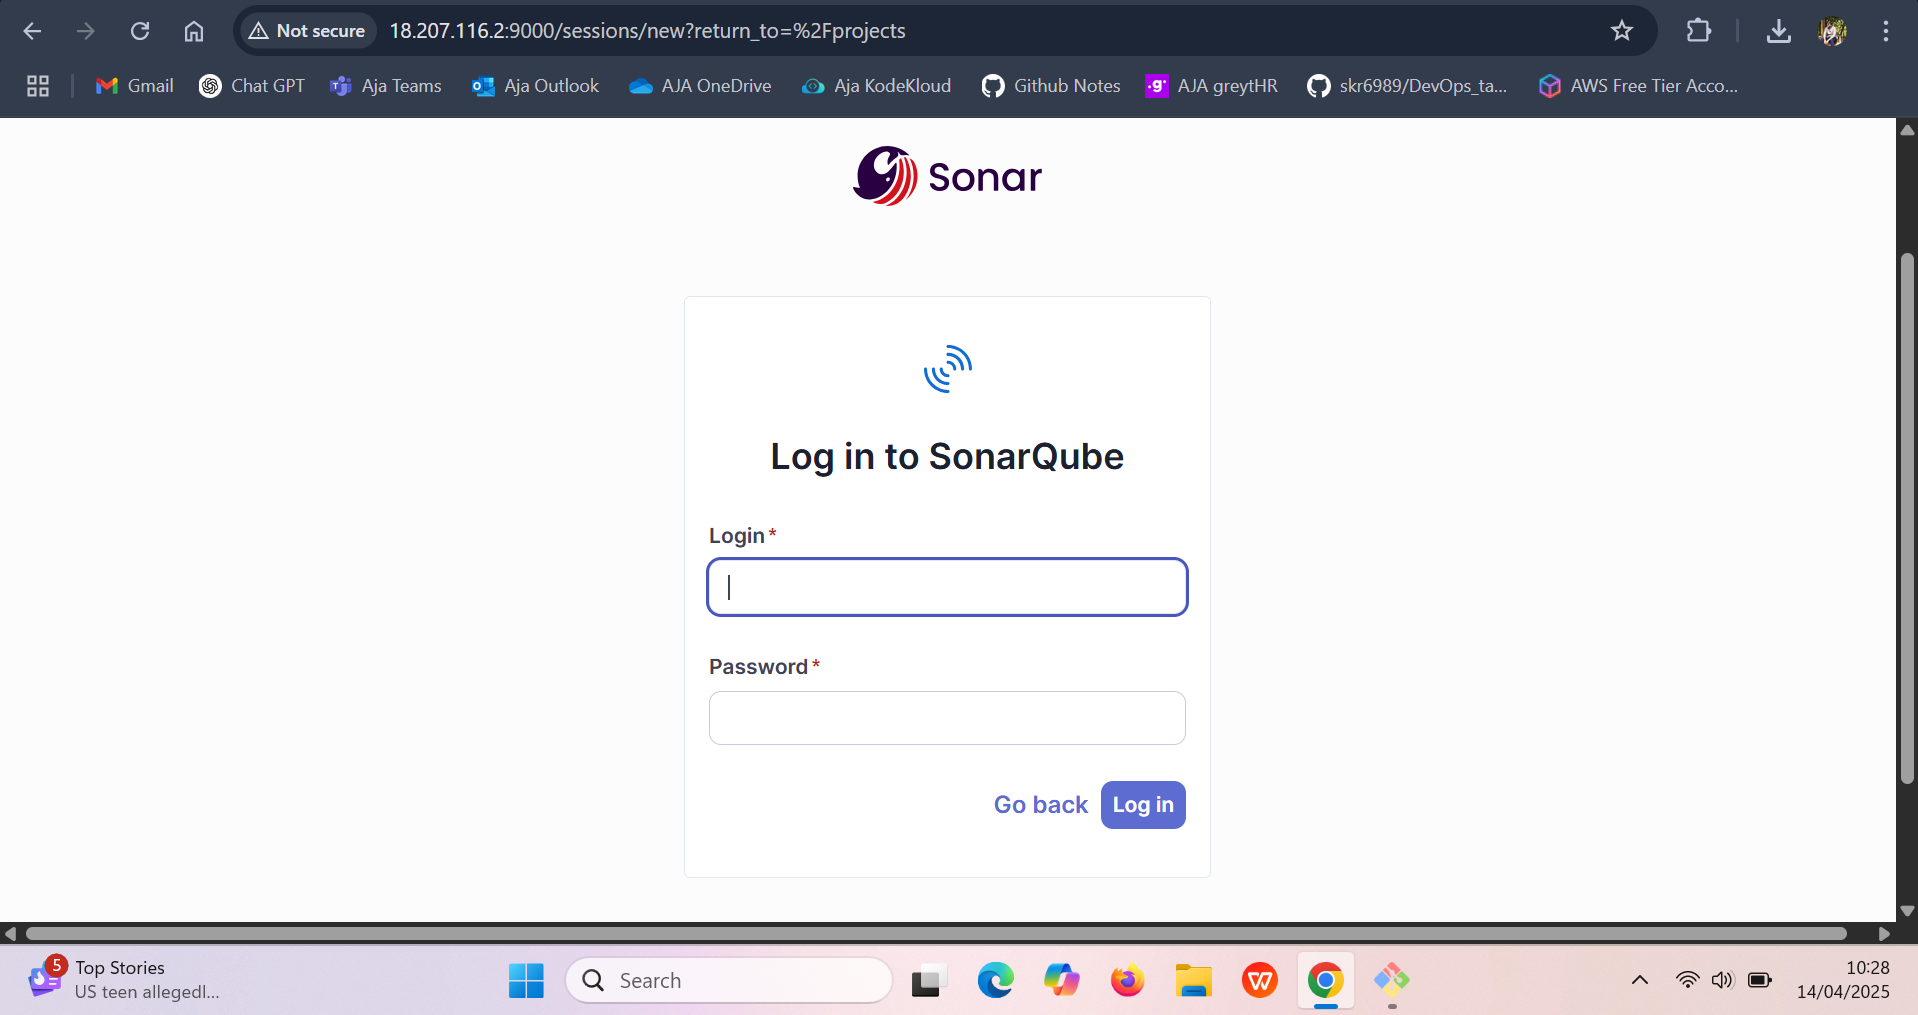 Not secure
18.207.116.2:9000/sessions/new?return_to=%2Fprojects
Gmail
Chat GPT
Aja Teams
Aja Outlook
AJA OneDrive
Aja KodeKloud
Github Notes
AJA greytHR
skr6989/DevOps_ta...
AWS Free Tier Acco...
Sonar
Log in to SonarQube
Login*
Password*
Go back
Log in
5
Top Stories
US teen allegedl...
Search
10:28
14/04/2025